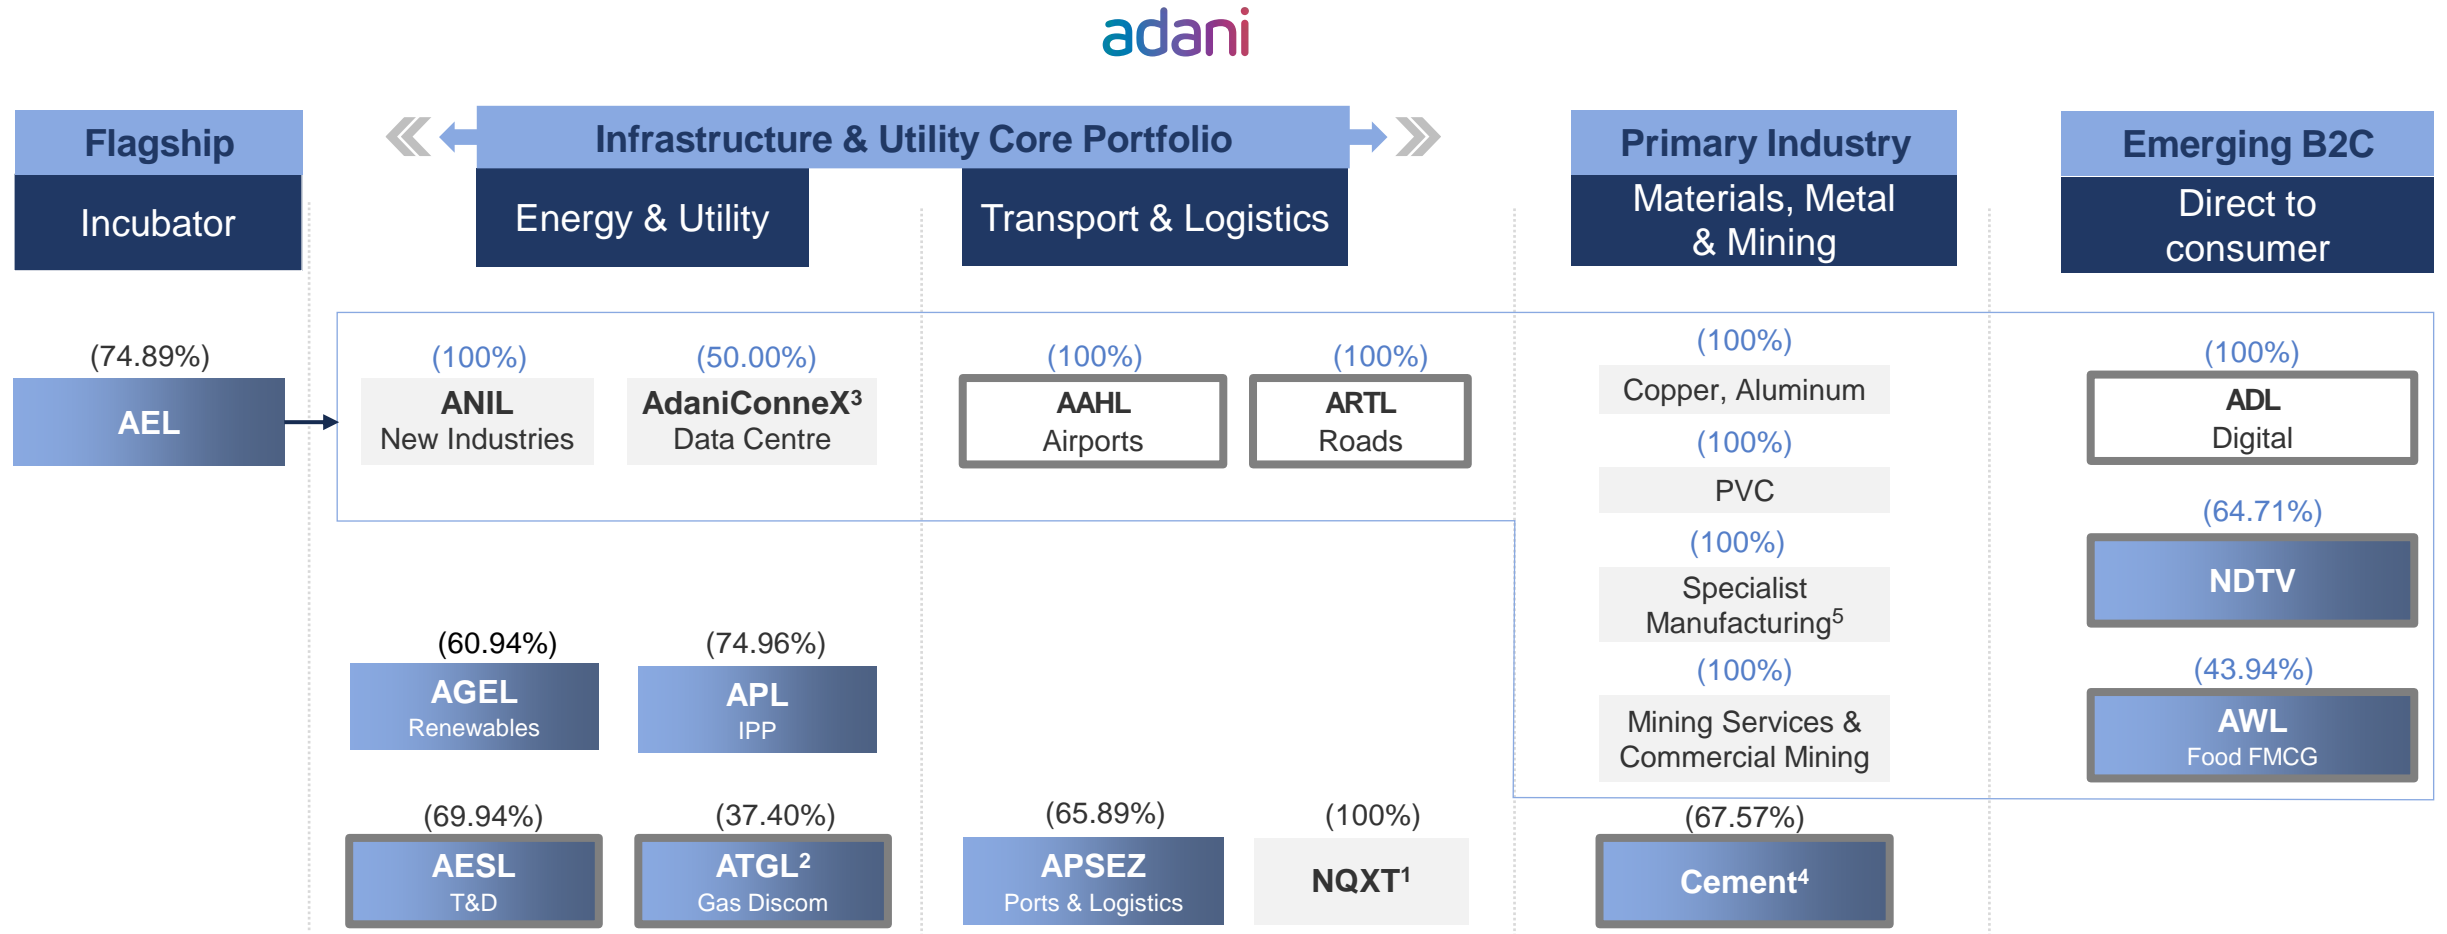 adani
Flagship
Incubator
Infrastructure & Utility Core Portfolio
Energy & Utility
Transport & Logistics
Primary Industry
Materials, Metal
& Mining
Emerging B2C
Direct to
consumer
(74.89%)
AEL
(100%)
ANIL
New Industries
(50.00%)
AdaniConneX³
Data Centre
(100%)
AAHL
Airports
(100%)
ARTL
Roads
(100%)
Copper, Aluminum
(100%)
PVC
(100%)
Specialist
Manufacturing⁵
(100%)
Mining Services &
Commercial Mining
(100%)
ADL
Digital
(64.71%)
NDTV
(43.94%)
AWL
Food FMCG
(60.94%)
AGEL
Renewables
(74.96%)
APL
IPP
(69.94%)
AESL
T&D
(37.40%)
ATGL²
Gas Discom
(65.89%)
APSEZ
Ports & Logistics
(100%)
NQXT¹
(67.57%)
Cement⁴